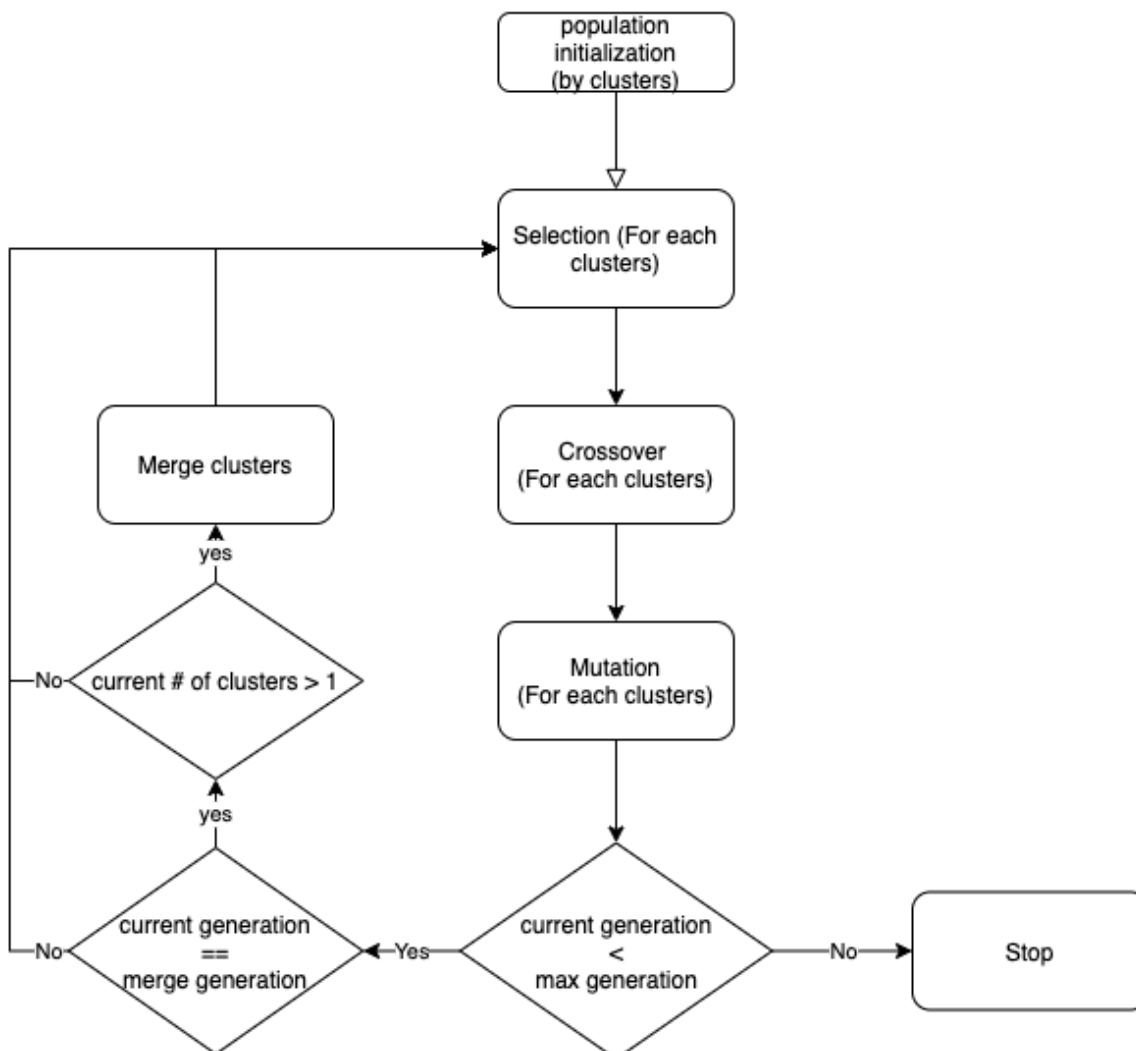 population
initialization
(by clusters)
Selection (For each
clusters)
Crossover
(For each clusters)
Merge clusters
yes
Mutation
(For each clusters)
No
current # of clusters > 1
yes
current generation
<
max generation
Yes
No
Stop
current generation
==
merge generation
No